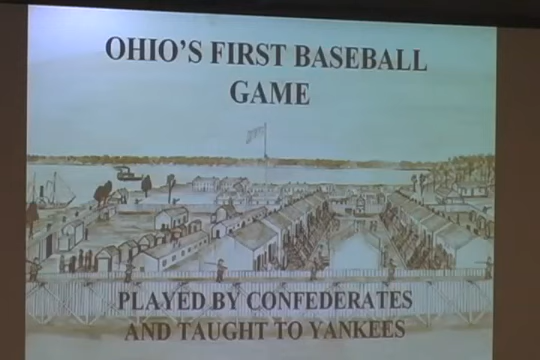 OHIO'S FIRST BASEBALL
GAME
PLAYED BY CONFEDERATES
AND TAUGHT TO YANKEES